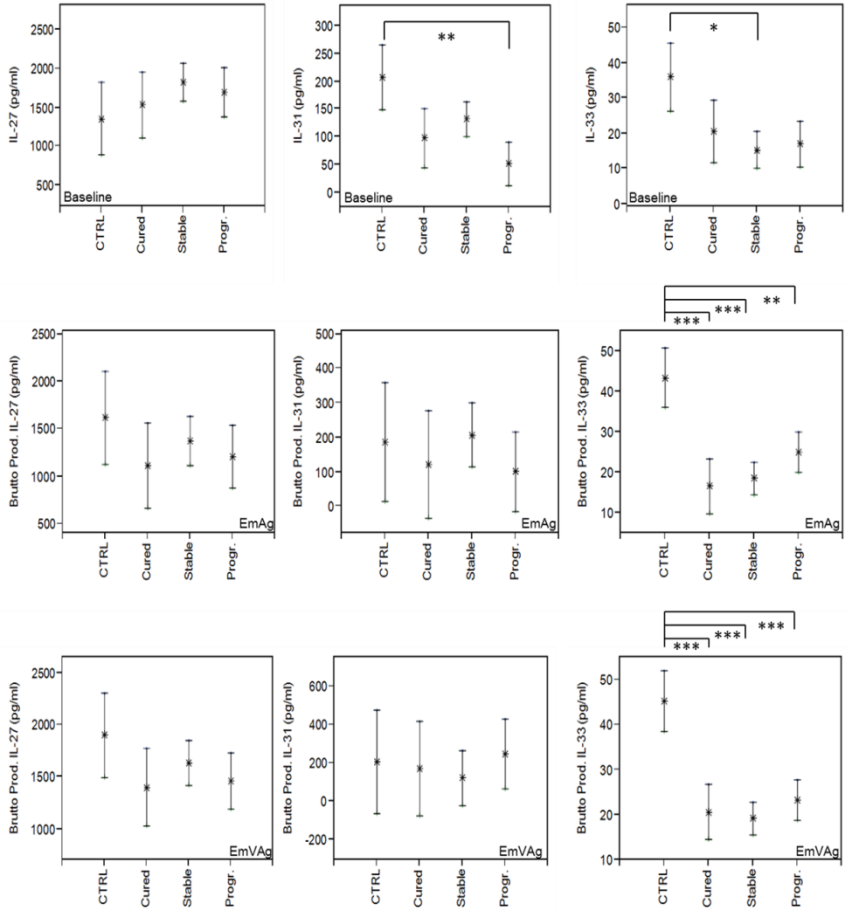 IL-27 (pg/ml)
2500
2000
1500
1000
500
Baseline
CTRL
Cured
Stable
Progr.
IL-31 (pg/ml)
300
250
200
150
100
50
0
**
Baseline
CTRL
Cured
Stable
Progr.
IL-33 (pg/ml)
50
40
30
20
10
0
*
Baseline
CTRL
Cured
Stable
Progr.
Brutto Prod. IL-27 (pg/ml)
2500
2000
1500
1000
500
EmAg
CTRL
Cured
Stable
Progr.
Brutto Prod. IL-31 (pg/ml)
500
400
300
200
100
0
EmAg
CTRL
Cured
Stable
Progr.
Brutto Prod. IL-33 (pg/ml)
**
***
***
50
40
30
20
10
EmAg
CTRL
Cured
Stable
Progr.
Brutto Prod. IL-27 (pg/ml)
2500
2000
1500
1000
EmVAg
CTRL
Cured
Stable
Progr.
Brutto Prod. IL-31 (pg/ml)
600
400
200
0
-200
EmVAg
CTRL
Cured
Stable
Progr.
Brutto Prod. IL-33 (pg/ml)
***
***
***
50
40
30
20
10
EmVAg
CTRL
Cured
Stable
Progr.